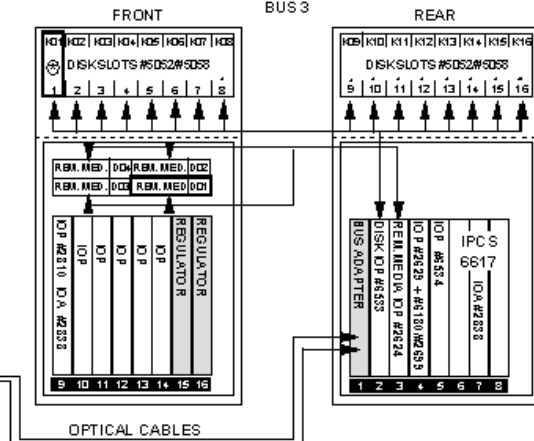 BUS 3
FRONT
REAR
K01 K02 K03 K04 K05 K06 K07 K08
DISK SLOTS #5052/#5058
1 2 3 4 5 6 7 8
K09 K10 K11 K12 K13 K14 K15 K16
DISK SLOTS #5052/#5058
9 10 11 12 13 14 15 16
REM. MED. D04 REM. MED. D02
REM. MED. D03 REM. MED. D01
IOP #2810 IOA #2838
IOP
IOP
IOP
IOP
REGULATOR
REGULATOR
9 10 11 12 13 14 15 16
BUS ADAPTER
DISK IOP #6533
REM. MEDIA IOP #2624
IOP #2629 + #6180/#2699
IOP #6534
IPCS
6617
IOA #2838
1 2 3 4 5 6 7 8
OPTICAL CABLES